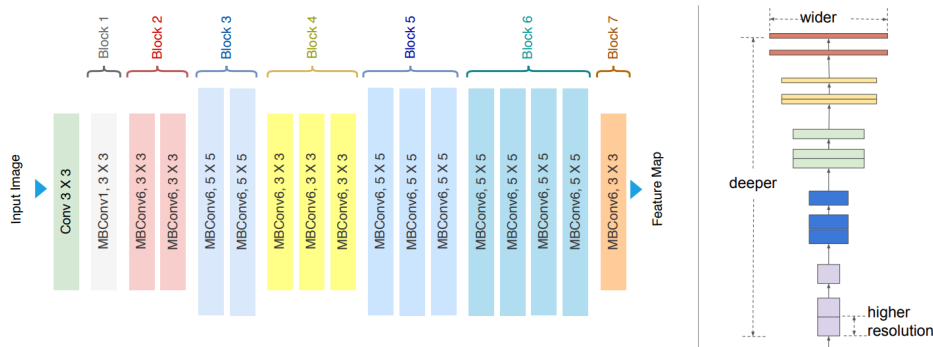 Block 1
Block 2
Block 3
Block 4
Block 5
Block 6
Block 7
Input Image
Conv 3 X 3
MBConv1, 3 X 3
MBConv6, 3 X 3
MBConv6, 3 X 3
MBConv6, 5 X 5
MBConv6, 5 X 5
MBConv6, 3 X 3
MBConv6, 3 X 3
MBConv6, 3 X 3
MBConv6, 5 X 5
MBConv6, 5 X 5
MBConv6, 5 X 5
MBConv6, 5 X 5
MBConv6, 5 X 5
MBConv6, 5 X 5
MBConv6, 5 X 5
MBConv6, 3 X 3
Feature Map
wider
deeper
higher
resolution